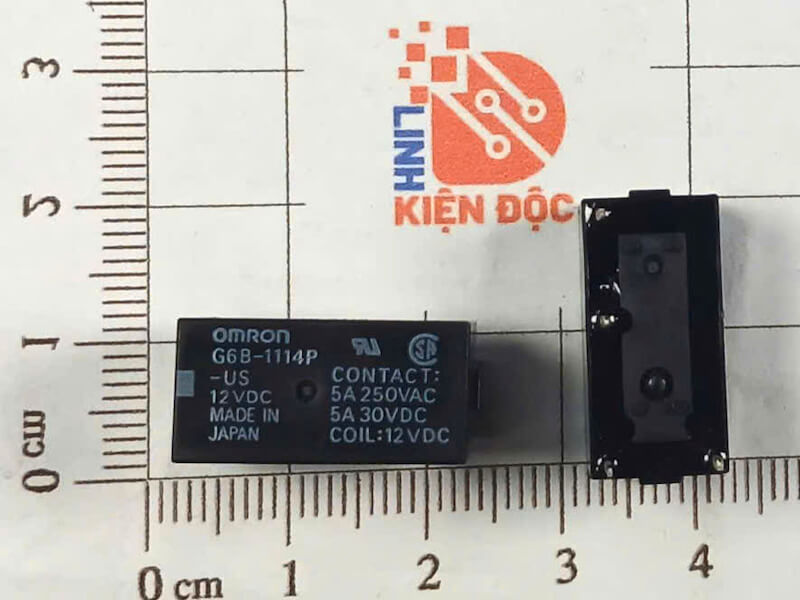 3
2
1
0 cm
LINH
KIỆN ĐỘC
OMRON
G6B-1114P
-US
12VDC
MADE IN
JAPAN
CONTACT:
5A 250VAC
5A 30VDC
COIL:12VDC
0 cm 1 2 3 4